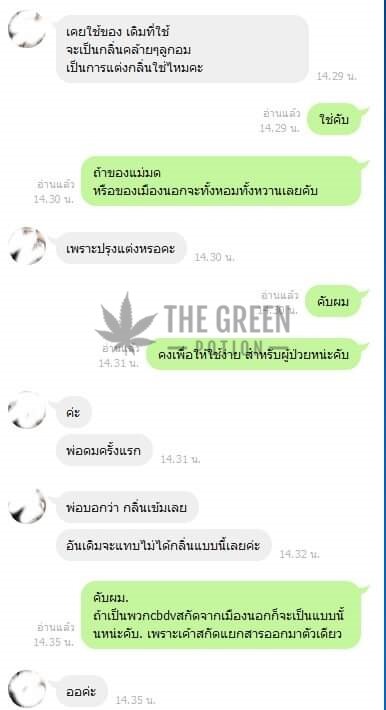 เคยใช้ของ เดิมที่ใช้
จะเป็นกลิ่นคล้ายๆลูกอม
เป็นการแต่งกลิ่นใช่ไหมคะ
14.29 น.
อ่านแล้ว
14.29 น.
ใช่คับ
ถ้าของแม่มด
หรือของเมืองนอกจะทั้งหอมทั้งหวานเลยคับ
อ่านแล้ว
14.30 น.
เพราะปรุงแต่งหรอคะ
14.30 น.
อ่านแล้ว
14.30 น.
คับผม
THE GREEN
POTION
อ่านแล้ว
14.31 น.
คงเพื่อให้ใช้ง่าย สำหรับผู้ป่วยหน่ะคับ
ค่ะ
พ่อดมครั้งแรก
14.31 น.
พ่อบอกว่า กลิ่นเข้มเลย
อันเดิมจะแทบไม่ได้กลิ่นแบบนี้เลยค่ะ
14.32 น.
คับผม.
ถ้าเป็นพวกcbdvสกัดจากเมืองนอกก็จะเป็นแบบนั้
นหน่ะคับ. เพราะเค้าสกัดแยกสารออกมาตัวเดียว
อ่านแล้ว
14.35 น.
ออค่ะ
14.35 น.